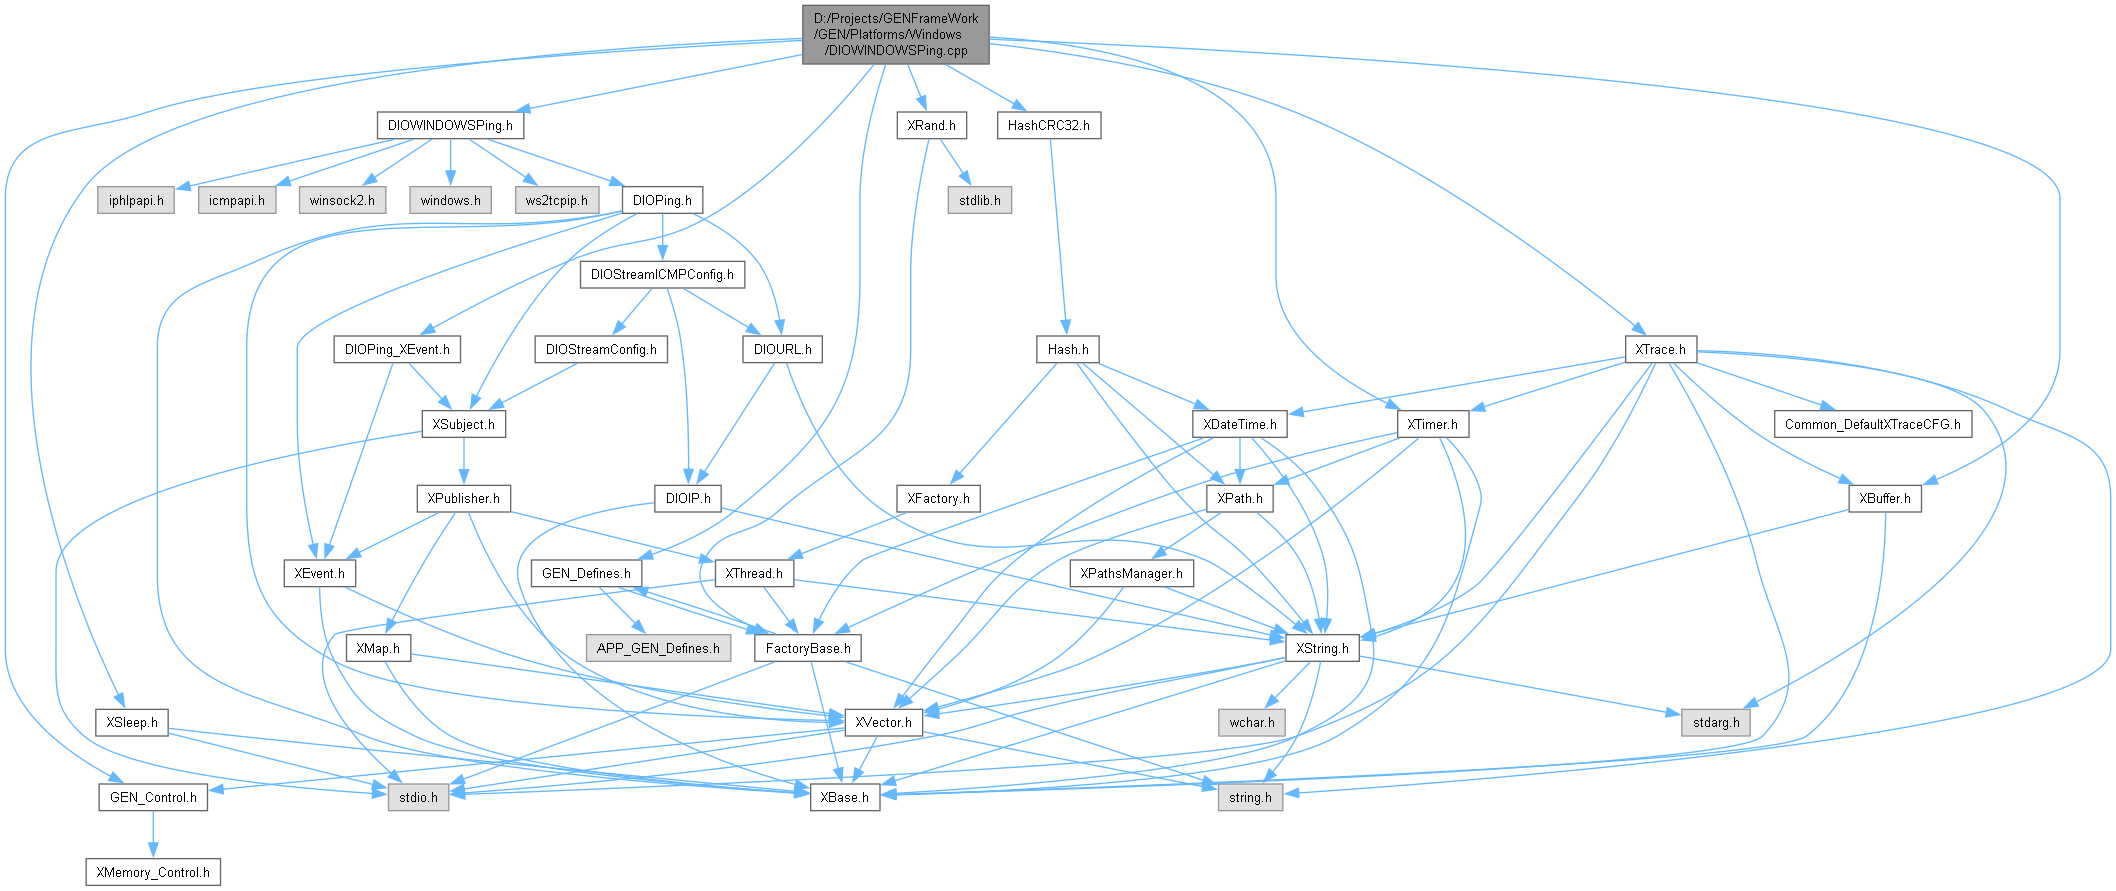 D:/Projects/GENFrameWork
/GEN/Platforms/Windows
/DIOWINDOWSPing.cpp
DIOWINDOWSPing.h
XRand.h
HashCRC32.h
iphlpapi.h
icmpapi.h
winsock2.h
windows.h
ws2tcpip.h
DIOPing.h
stdlib.h
DIOStreamICMPConfig.h
DIOPing_XEvent.h
DIOStreamConfig.h
DIOURL.h
Hash.h
XTrace.h
XSubject.h
XDateTime.h
XTimer.h
Common_DefaultXTraceCFG.h
XPublisher.h
DIOIP.h
XFactory.h
XPath.h
XBuffer.h
XEvent.h
GEN_Defines.h
XThread.h
XPathsManager.h
XMap.h
APP_GEN_Defines.h
FactoryBase.h
XString.h
XSleep.h
XVector.h
wchar.h
stdarg.h
GEN_Control.h
stdio.h
XBase.h
string.h
XMemory_Control.h